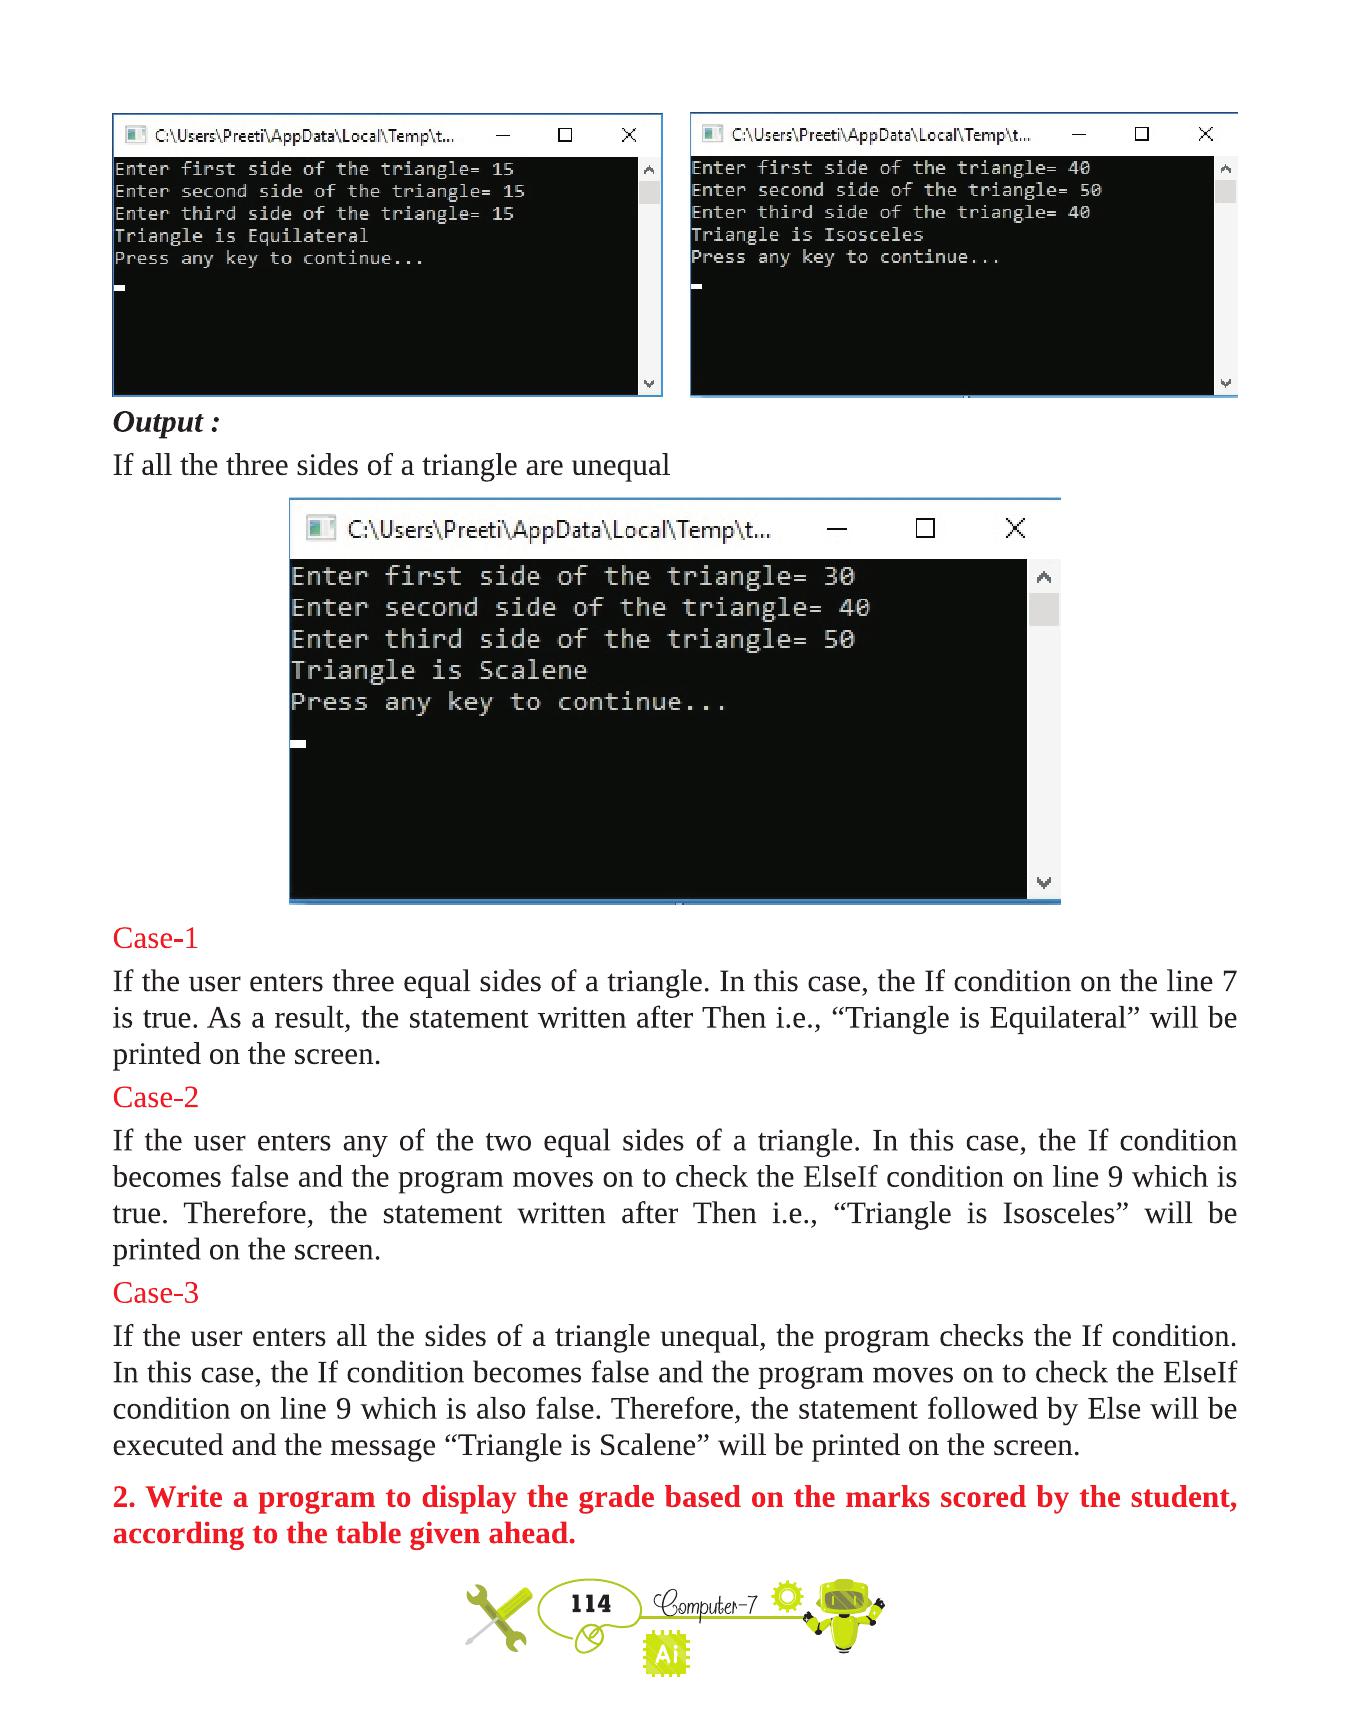 C:\Users\Preeti\AppData\Local\Temp\t...
Enter first side of the triangle= 15
Enter second side of the triangle= 15
Enter third side of the triangle= 15
Triangle is Equilateral
Press any key to continue...
C:\Users\Preeti\AppData\Local\Temp\t...
Enter first side of the triangle= 40
Enter second side of the triangle= 50
Enter third side of the triangle= 40
Triangle is Isosceles
Press any key to continue...
Output :
If all the three sides of a triangle are unequal
C:\Users\Preeti\AppData\Local\Temp\t...
Enter first side of the triangle= 30
Enter second side of the triangle= 40
Enter third side of the triangle= 50
Triangle is Scalene
Press any key to continue...
Case-1
If the user enters three equal sides of a triangle. In this case, the If condition on the line 7
is true. As a result, the statement written after Then i.e., “Triangle is Equilateral” will be
printed on the screen.
Case-2
If the user enters any of the two equal sides of a triangle. In this case, the If condition
becomes false and the program moves on to check the ElseIf condition on line 9 which is
true. Therefore, the statement written after Then i.e., “Triangle is Isosceles” will be
printed on the screen.
Case-3
If the user enters all the sides of a triangle unequal, the program checks the If condition.
In this case, the If condition becomes false and the program moves on to check the ElseIf
condition on line 9 which is also false. Therefore, the statement followed by Else will be
executed and the message “Triangle is Scalene” will be printed on the screen.
2. Write a program to display the grade based on the marks scored by the student,
according to the table given ahead.
114 Computer-7
Ai